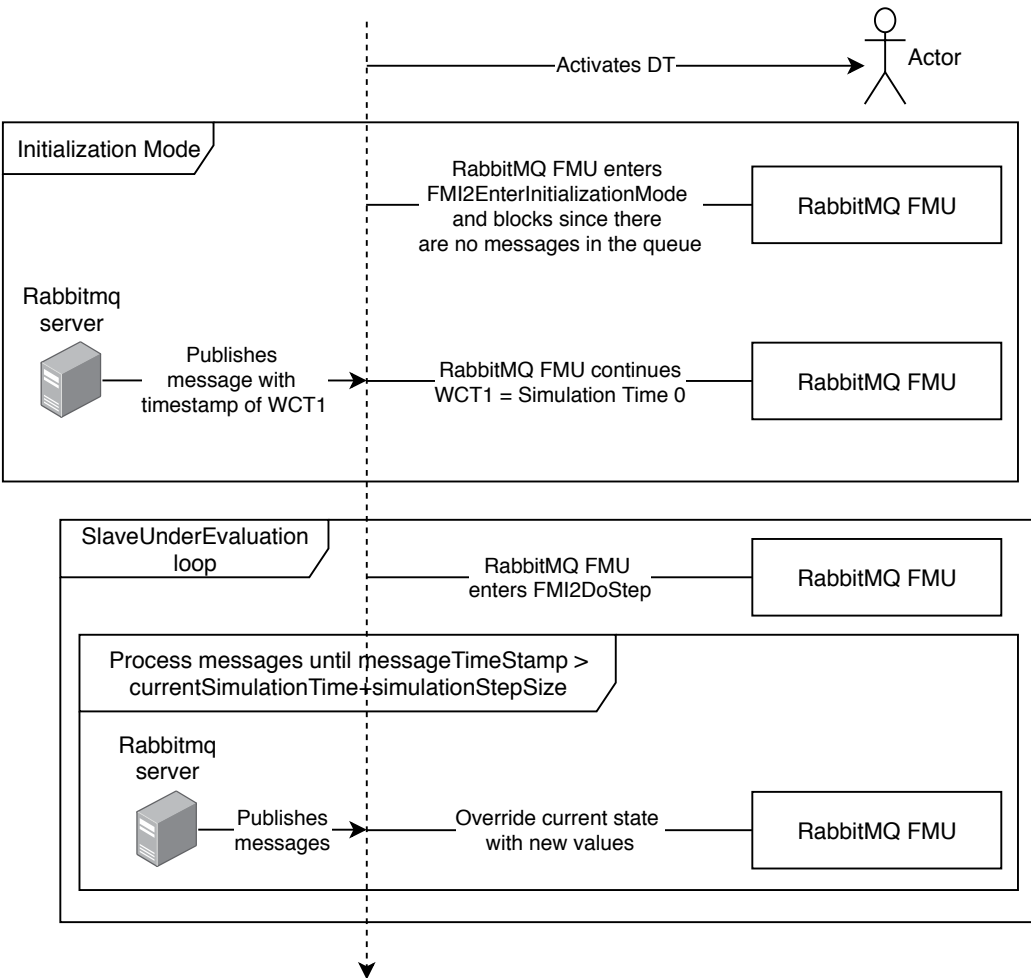 Activates DT
Actor
Initialization Mode
RabbitMQ FMU enters
FMI2EnterInitializationMode
and blocks since there
are no messages in the queue
RabbitMQ FMU
Rabbitmq
server
Publishes
message with
timestamp of WCT1
RabbitMQ FMU continues
WCT1 = Simulation Time 0
RabbitMQ FMU
SlaveUnderEvaluation
loop
RabbitMQ FMU
enters FMI2DoStep
RabbitMQ FMU
Process messages until messageTimeStamp >
currentSimulationTime+simulationStepSize
Rabbitmq
server
Publishes
messages
Override current state
with new values
RabbitMQ FMU